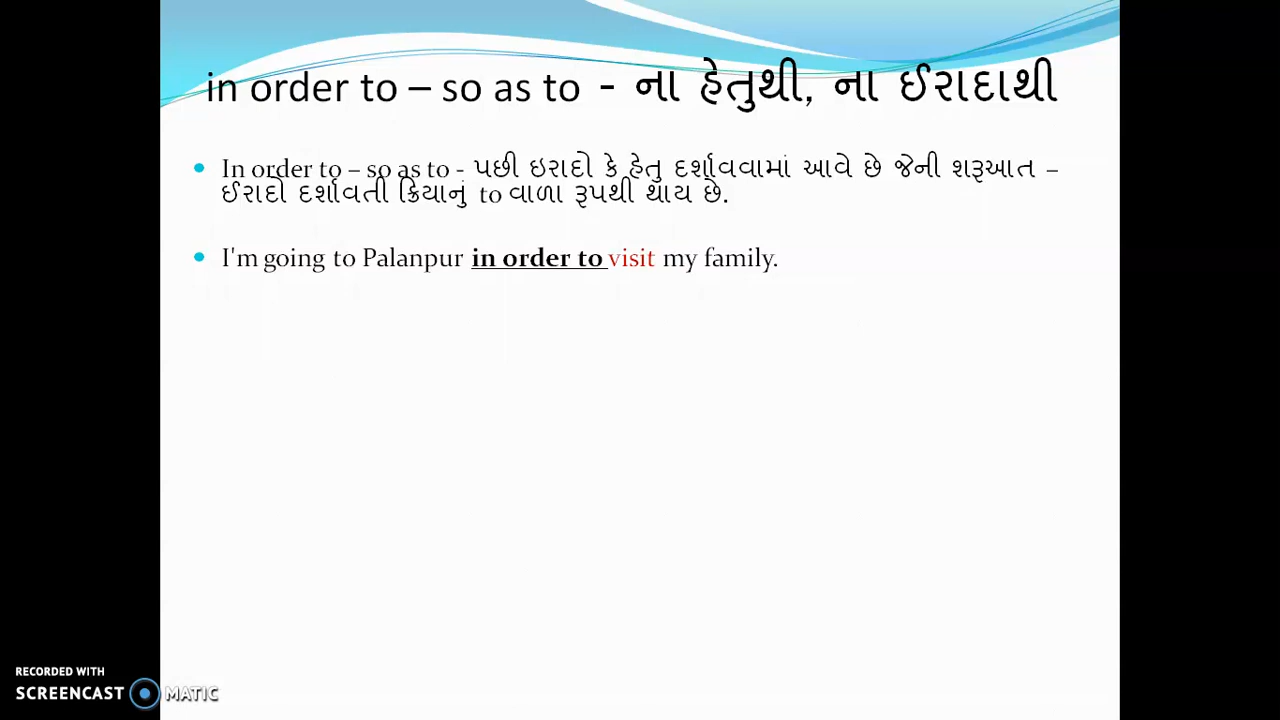 in order to – so as to - ના હેતુથી, ના ઈરાદાથી
In order to – so as to - પછી ઇરાદો કે હેતુ દર્શાવવામાં આવે છે જેની શરૂઆત –
ઈરાદો દર્શાવતી ક્રિયાનું to વાળા રૂપથી થાય છે.
I'm going to Palanpur in order to visit my family.
RECORDED WITH
SCREENCAST MATIC